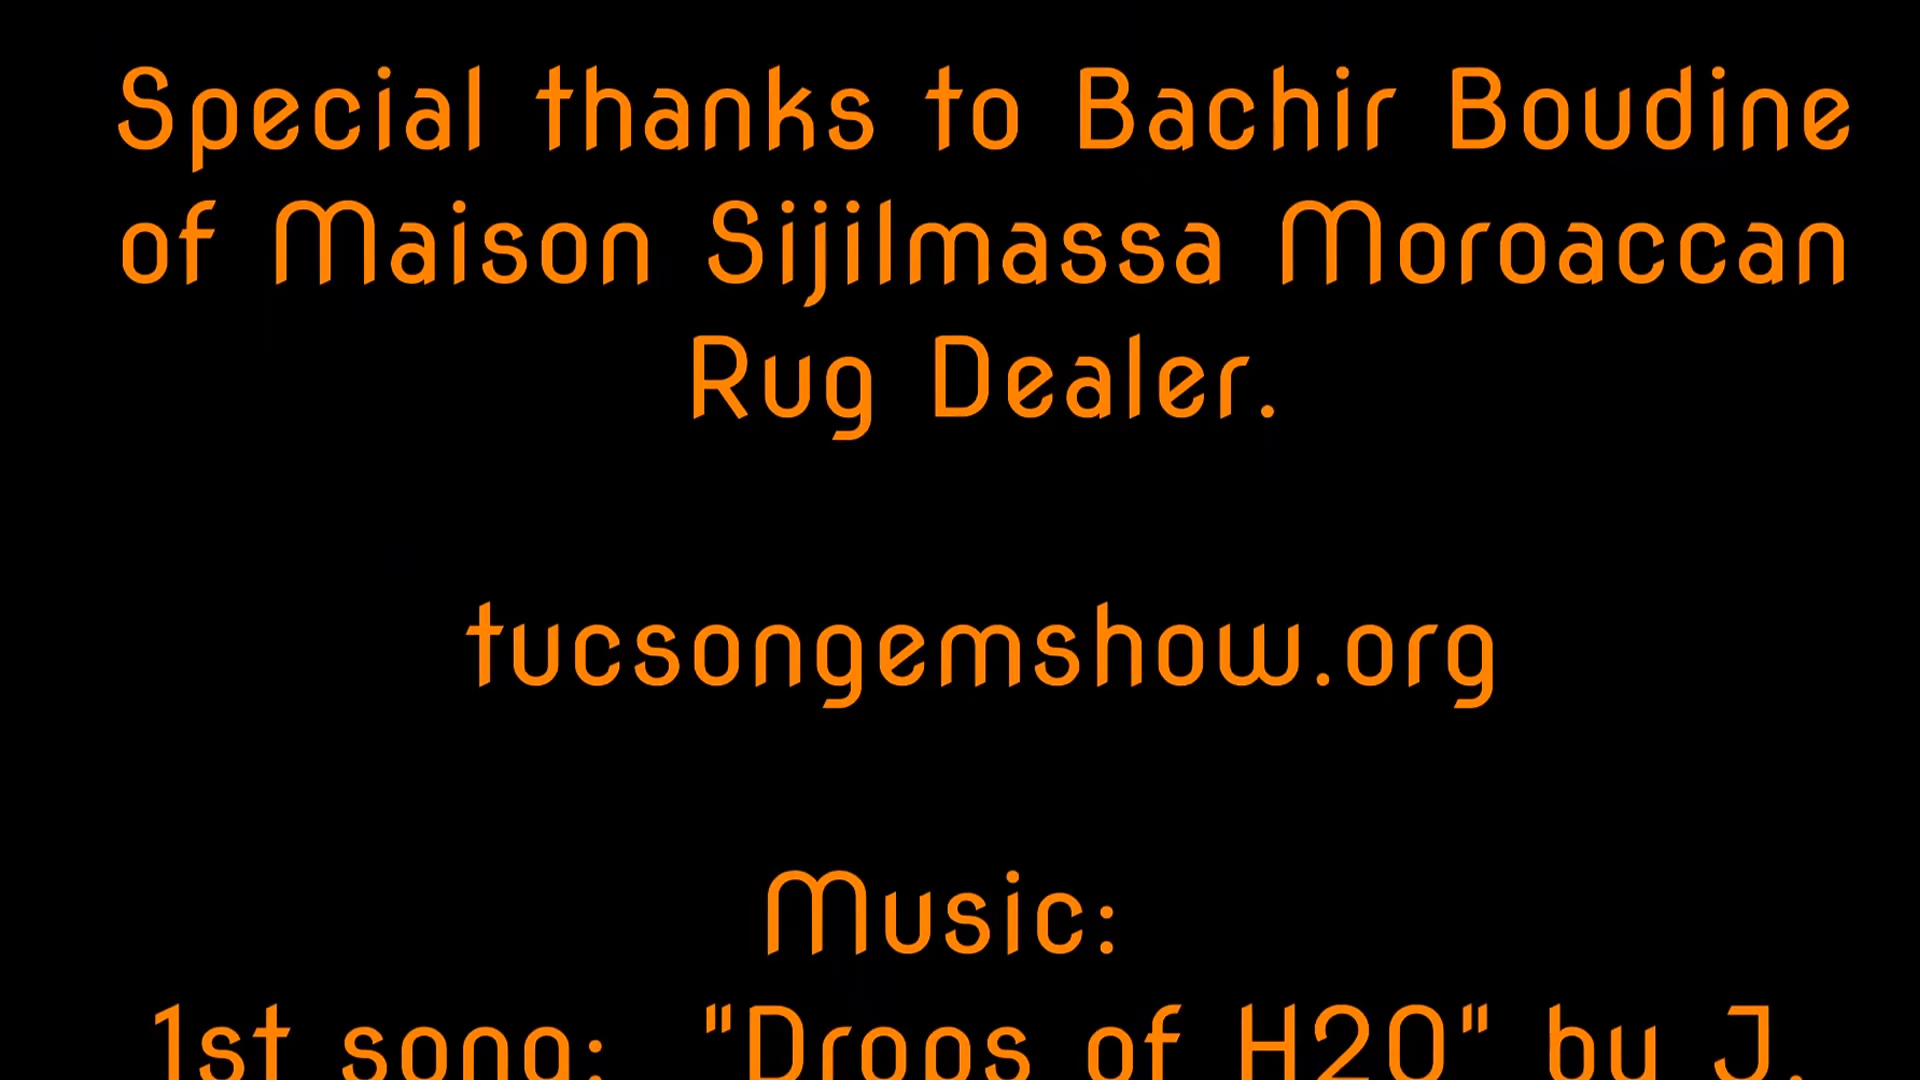 Special thanks to Bachir Boudine
of Maison Sijilmassa Moroaccan
Rug Dealer.
tucsongemshow.org
Music:
1st song: "Drops of H2O" by J.